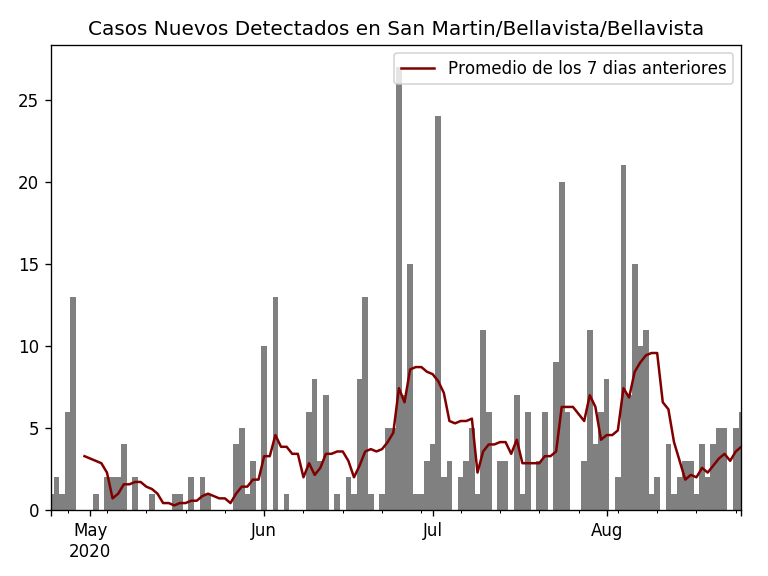 Casos Nuevos Detectados en San Martin/Bellavista/Bellavista
Promedio de los 7 dias anteriores
25
20
15
10
5
0
May
2020
Jun
Jul
Aug